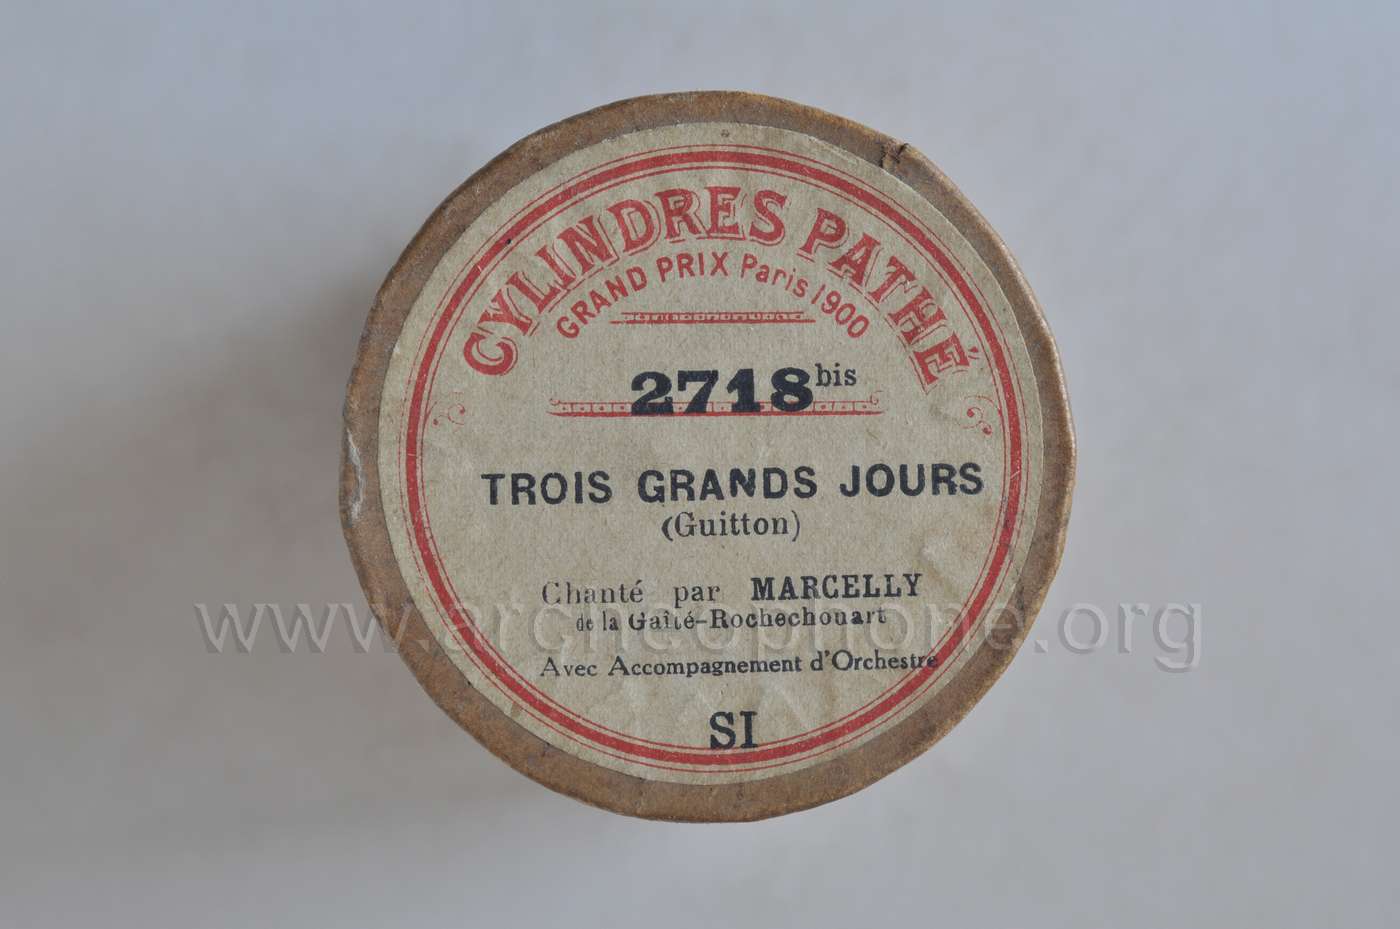 CYLINDRES PATHÉ
GRAND PRIX Paris 1900
2718 bis
TROIS GRANDS JOURS
(Guitton)
Chanté par MARCELLY
de la Gaîté-Rochechouart
www.archeophone.org
Avec Accompagnement d'Orchestre
SI